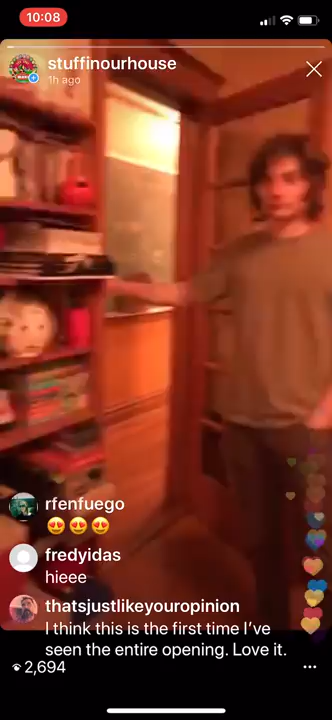 10:08
stuffinourhouse
1h ago
rfenfuego
😍 😍 😍
fredyidas
hieee
thatsjustlikeyouropinion
I think this is the first time I've
seen the entire opening. Love it.
2,694